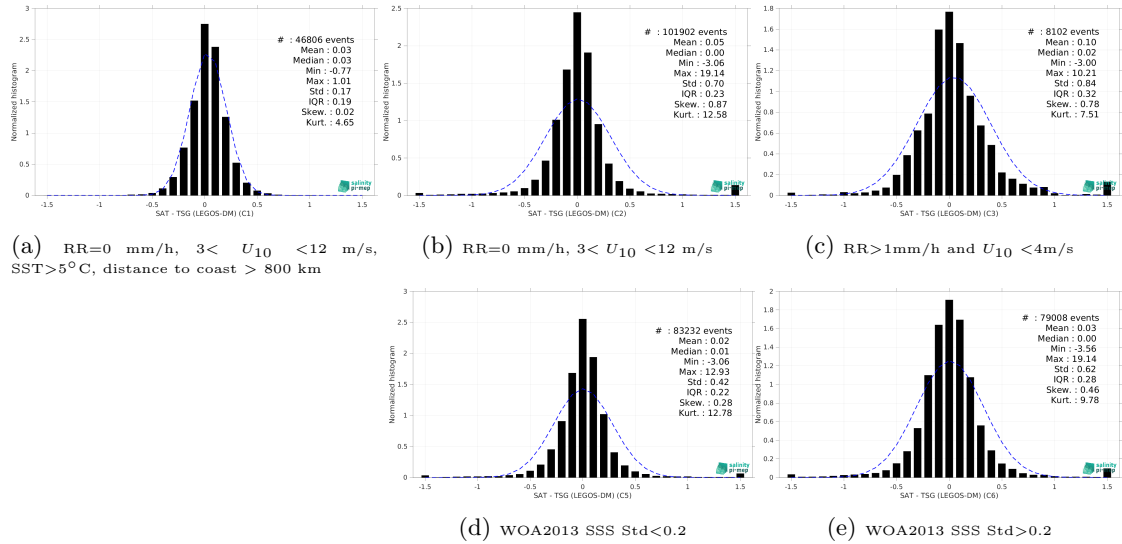 3
2.5
2
1.5
1
0.5
0
Normalized histogram
# : 46806 events
Mean : 0.03
Median : 0.03
Min : -0.77
Max : 1.01
Std : 0.17
IQR : 0.19
Skew. : 0.02
Kurt. : 4.65
salinity
pi-mep
-1.5 -1 -0.5 0 0.5 1 1.5
SAT - TSG (LEGOS-DM) (C1)
(a) RR=0 mm/h, 3< U10 <12 m/s,
SST>5°C, distance to coast > 800 km
2.5
2
1.5
1
0.5
0
Normalized histogram
# : 101902 events
Mean : 0.05
Median : 0.00
Min : -3.06
Max : 19.14
Std : 0.70
IQR : 0.23
Skew. : 0.87
Kurt. : 12.58
salinity
pi-mep
-1.5 -1 -0.5 0 0.5 1 1.5
SAT - TSG (LEGOS-DM) (C2)
(b) RR=0 mm/h, 3< U10 <12 m/s
1.8
1.6
1.4
1.2
1
0.8
0.6
0.4
0.2
0
Normalized histogram
# : 8102 events
Mean : 0.10
Median : 0.02
Min : -3.00
Max : 10.21
Std : 0.84
IQR : 0.32
Skew. : 0.78
Kurt. : 7.51
salinity
pi-mep
-1.5 -1 -0.5 0 0.5 1 1.5
SAT - TSG (LEGOS-DM) (C3)
(c) RR>1mm/h and U10 <4m/s
3
2.5
2
1.5
1
0.5
0
Normalized histogram
# : 83232 events
Mean : 0.02
Median : 0.01
Min : -3.06
Max : 12.93
Std : 0.42
IQR : 0.22
Skew. : 0.28
Kurt. : 12.78
salinity
pi-mep
-1.5 -1 -0.5 0 0.5 1 1.5
SAT - TSG (LEGOS-DM) (C5)
(d) WOA2013 SSS Std<0.2
2
1.8
1.6
1.4
1.2
1
0.8
0.6
0.4
0.2
0
Normalized histogram
# : 79008 events
Mean : 0.03
Median : 0.00
Min : -3.56
Max : 19.14
Std : 0.62
IQR : 0.28
Skew. : 0.46
Kurt. : 9.78
salinity
pi-mep
-1.5 -1 -0.5 0 0.5 1 1.5
SAT - TSG (LEGOS-DM) (C6)
(e) WOA2013 SSS Std>0.2